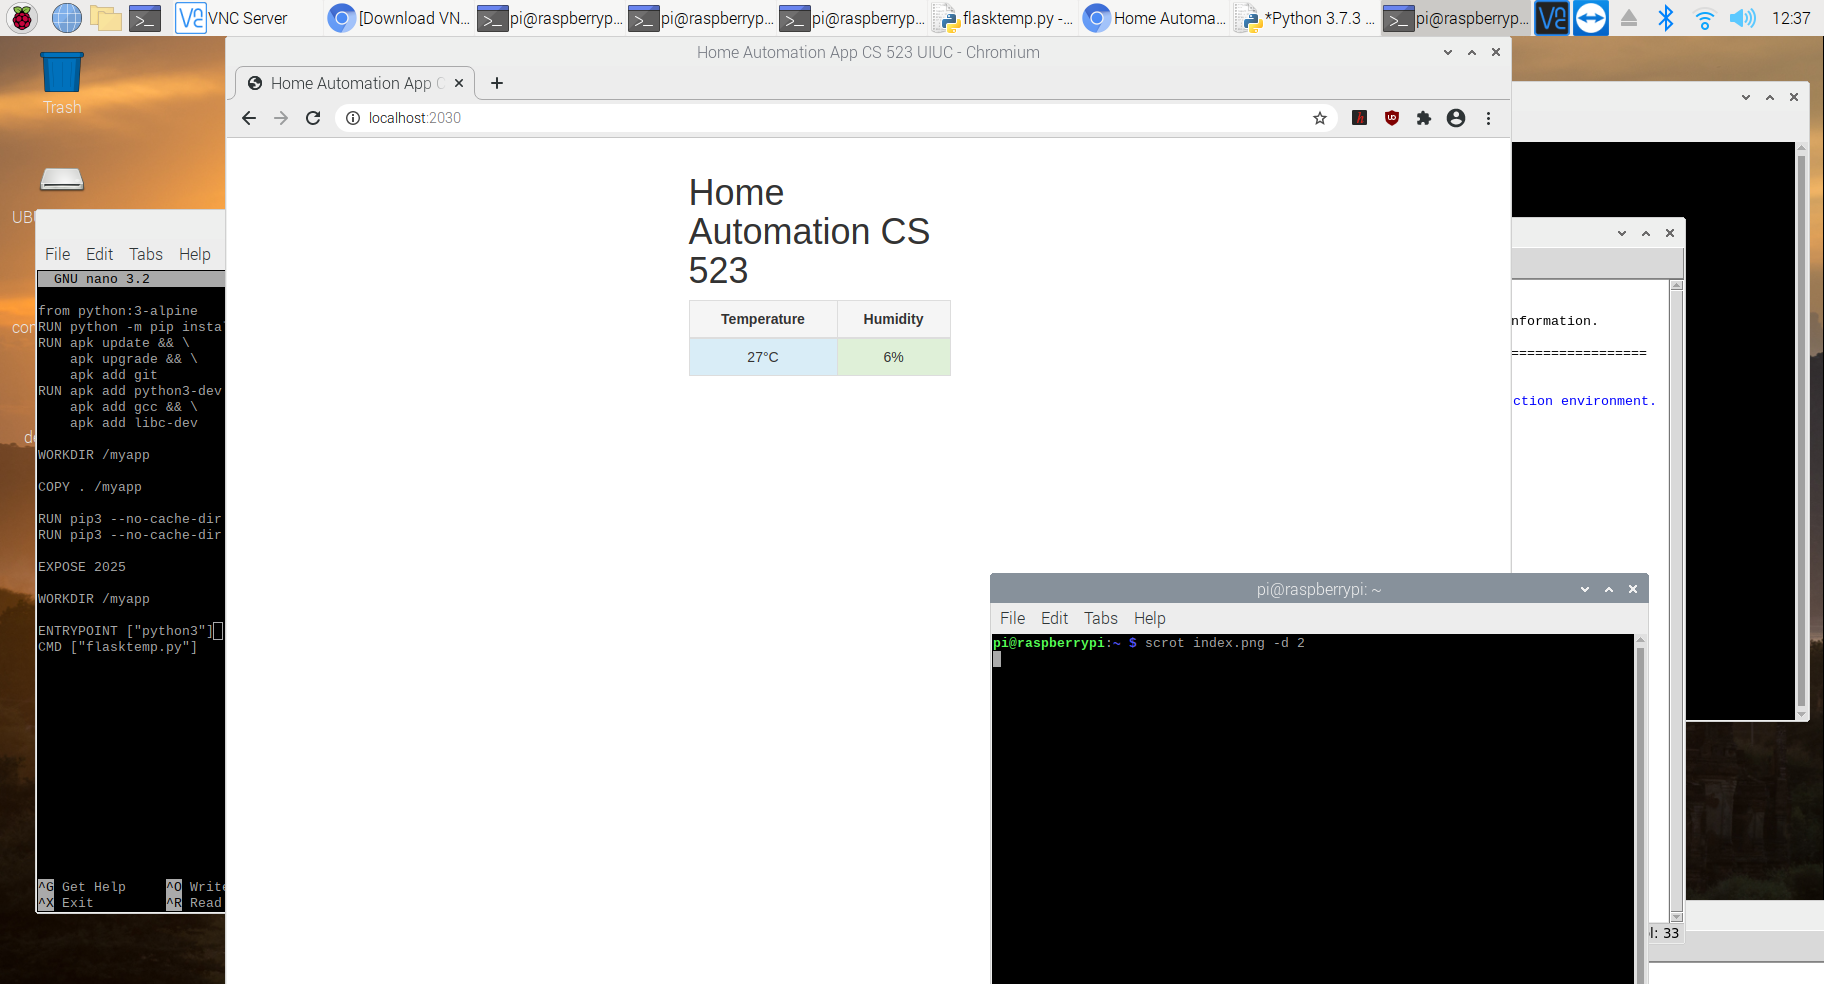 VNC Server
[Download VN...
pi@raspberryp...
pi@raspberryp...
pi@raspberryp...
flasktemp.py -...
Home Automa...
*Python 3.7.3 ...
pi@raspberryp...
12:37
Trash
Home Automation App CS 523 UIUC - Chromium
Home Automation App C
localhost:2030
Home
Automation CS
523
Temperature Humidity
27°C 6%
File Edit Tabs Help
GNU nano 3.2
from python:3-alpine
RUN python -m pip insta
RUN apk update && \
apk upgrade && \
apk add git
RUN apk add python3-dev
apk add gcc && \
apk add libc-dev
WORKDIR /myapp
COPY . /myapp
RUN pip3 --no-cache-dir
RUN pip3 --no-cache-dir
EXPOSE 2025
WORKDIR /myapp
ENTRYPOINT ["python3"]
CMD ["flasktemp.py"]
^G Get Help ^O Write
^X Exit ^R Read
nformation.
=================
ction environment.
pi@raspberrypi: ~
File Edit Tabs Help
pi@raspberrypi:~ $ scrot index.png -d 2
l: 33